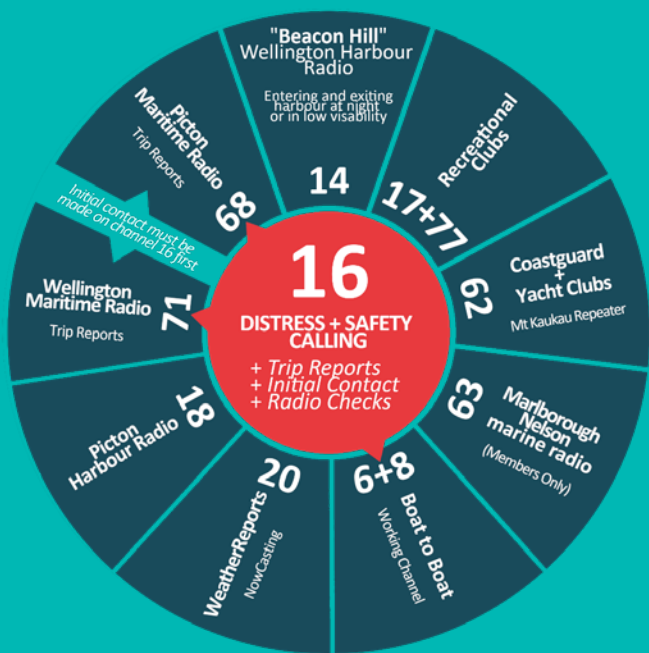 "Beacon Hill"
Wellington Harbour
Radio
Entering and exiting
harbour at night
or in low visability
14
Recreational
Clubs
17+77
Coastguard
+
Yacht Clubs
Mt Kaukau Repeater
62
Marlborough
Nelson
marine radio
(Members Only)
63
Boat to Boat
Working Channel
6+8
WeatherReports
NowCasting
20
Picton
Harbour Radio
18
Wellington
Maritime Radio
Trip Reports
71
Initial contact must be
made on channel 16 first
Picton
Maritime Radio
Trip Reports
68
16
DISTRESS + SAFETY
CALLING
+ Trip Reports
+ Initial Contact
+ Radio Checks